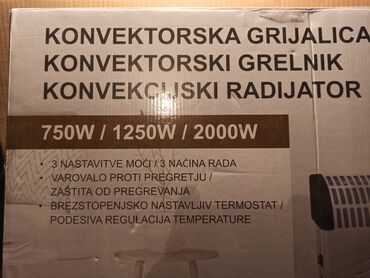 KONVEKTORSKA GRIJALICA
KONVEKTORSKI GRELNIK
KONVEKCIJSKI RADIJATOR
750W / 1250W / 2000W
• 3 NASTAVITVE MOČI / 3 NAČINA RADA
• VAROVALO PROTI PREGRETJU /
ZAŠTITA OD PREGREVANJA
• BREZSTOPENJSKO NASTAVLJIV TERMOSTAT /
PODESIVA REGULACIJA TEMPERATURE